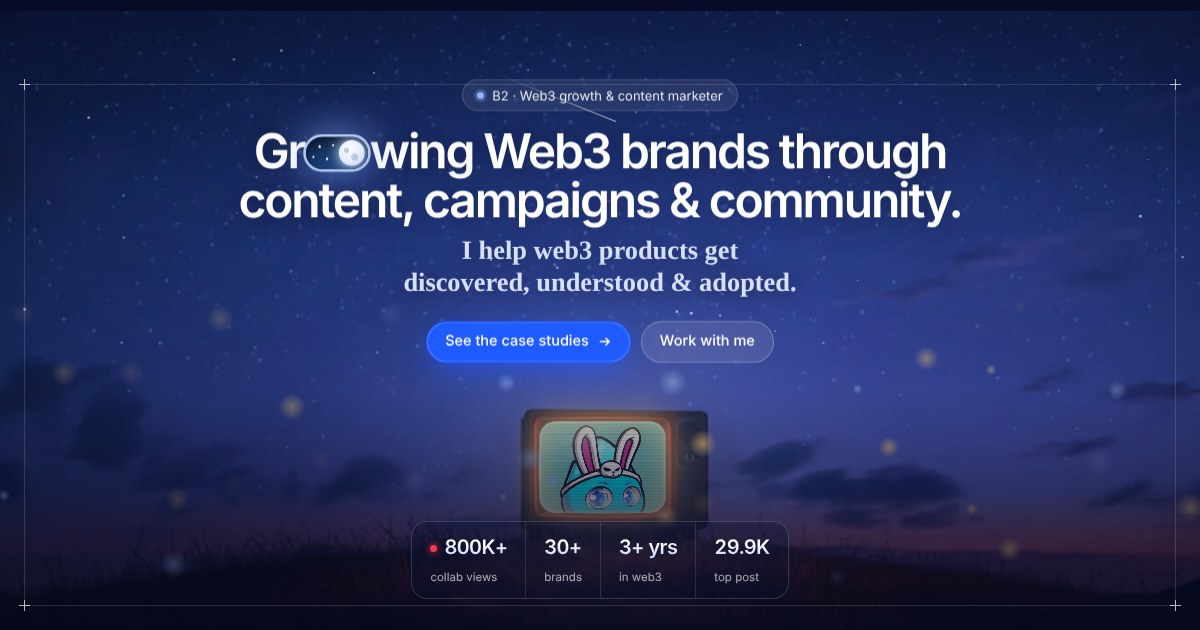 B2 · Web3 growth & content marketer
Growing Web3 brands through
content, campaigns & community.
I help web3 products get
discovered, understood & adopted.
See the case studies →
Work with me
800K+ 30+ 3+ yrs 29.9K
collab views brands in web3 top post